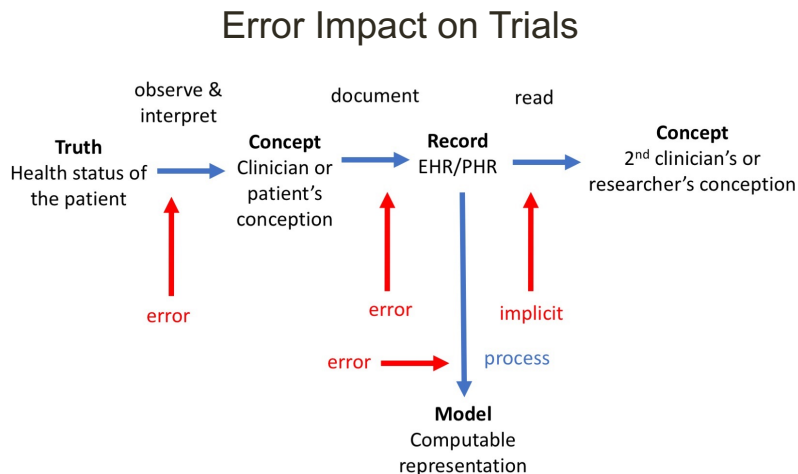 Error Impact on Trials
observe &
interpret
document
read
Truth
Health status of
the patient
Concept
Clinician or
patient's
conception
Record
EHR/PHR
Concept
2nd clinician's or
researcher's conception
error
error
implicit
error
process
Model
Computable
representation